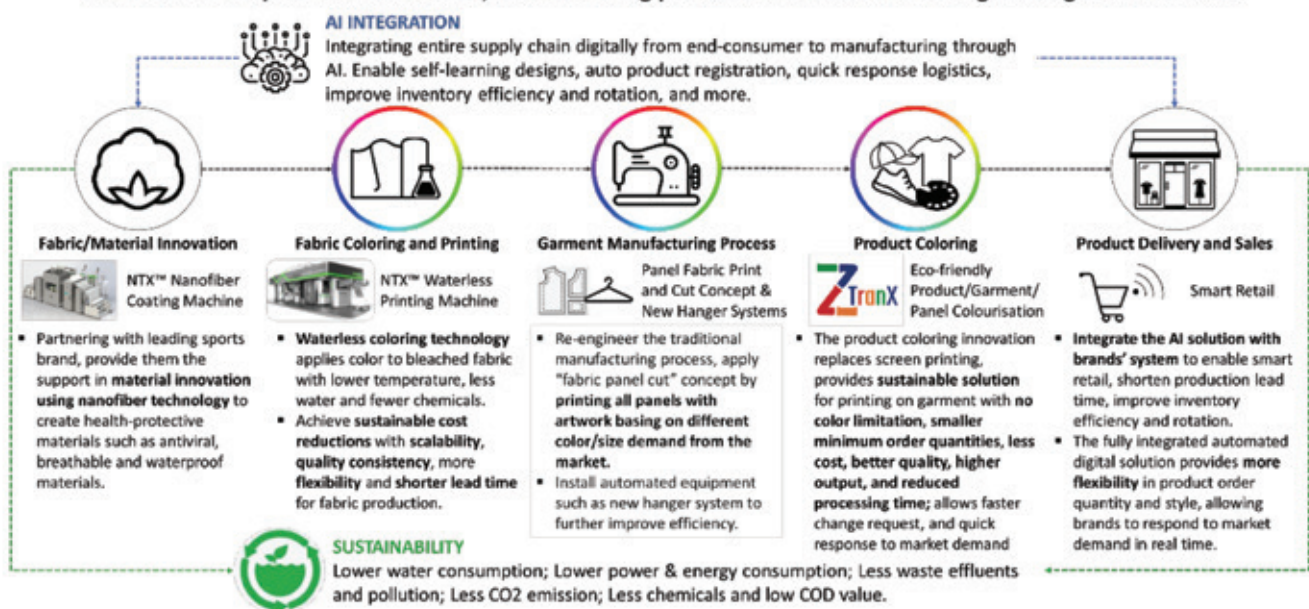 AI INTEGRATION
Integrating entire supply chain digitally from end-consumer to manufacturing through
AI. Enable self-learning designs, auto product registration, quick response logistics,
improve inventory efficiency and rotation, and more.
Fabric/Material Innovation
NTX™ Nanofiber
Coating Machine
▪ Partnering with leading sports
brand, provide them the
support in material innovation
using nanofiber technology to
create health-protective
materials such as antiviral,
breathable and waterproof
materials.
Fabric Coloring and Printing
NTX™ Waterless
Printing Machine
▪ Waterless coloring technology
applies color to bleached fabric
with lower temperature, less
water and fewer chemicals.
▪ Achieve sustainable cost
reductions with scalability,
quality consistency, more
flexibility and shorter lead time
for fabric production.
Garment Manufacturing Process
Panel Fabric Print
and Cut Concept &
New Hanger Systems
▪ Re-engineer the traditional
manufacturing process, apply
"fabric panel cut" concept by
printing all panels with
artwork basing on different
color/size demand from the
market.
▪ Install automated equipment
such as new hanger system to
further improve efficiency.
Product Coloring
Z TranX
Eco-friendly
Product/Garment/
Panel Colourisation
▪ The product coloring innovation
replaces screen printing,
provides sustainable solution
for printing on garment with no
color limitation, smaller
minimum order quantities, less
cost, better quality, higher
output, and reduced
processing time; allows faster
change request, and quick
response to market demand
Product Delivery and Sales
Smart Retail
▪ Integrate the AI solution with
brands' system to enable smart
retail, shorten production lead
time, improve inventory
efficiency and rotation.
▪ The fully integrated automated
digital solution provides more
flexibility in product order
quantity and style, allowing
brands to respond to market
demand in real time.
SUSTAINABILITY
Lower water consumption; Lower power & energy consumption; Less waste effluents
and pollution; Less CO2 emission; Less chemicals and low COD value.